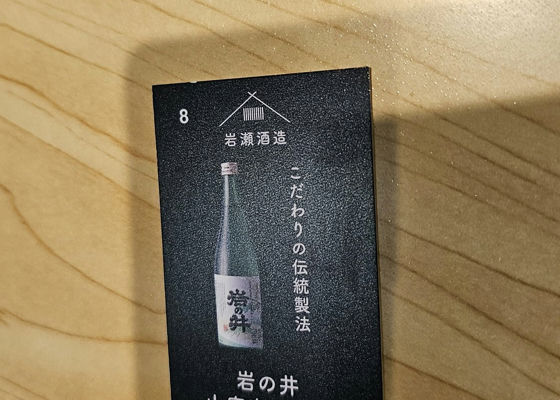 8
岩瀬酒造
こだわりの伝統製法
岩の井
岩の井